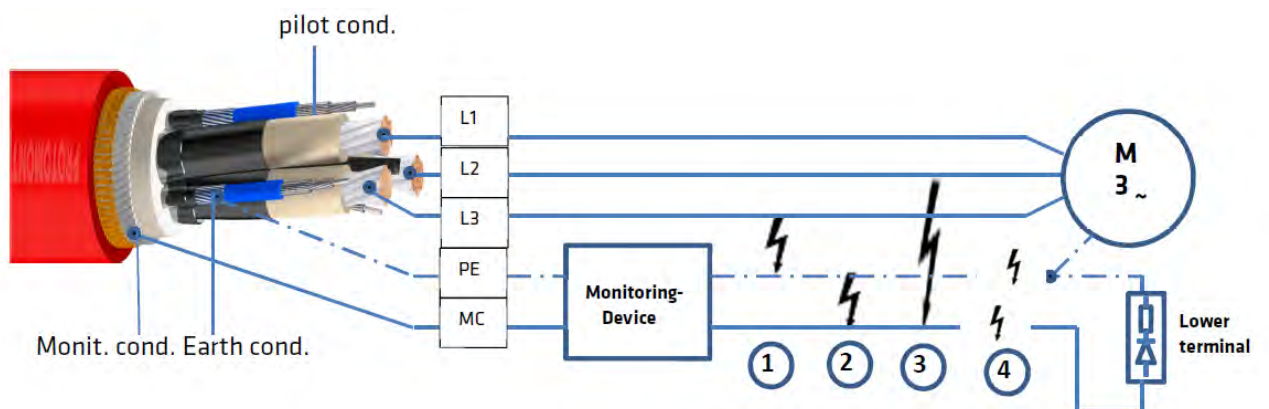 pilot cond.
L1
L2
L3
PE
MC
M
3 ~
Monitoring-
Device
Lower
terminal
Monit. cond. Earth cond.
1
2
3
4